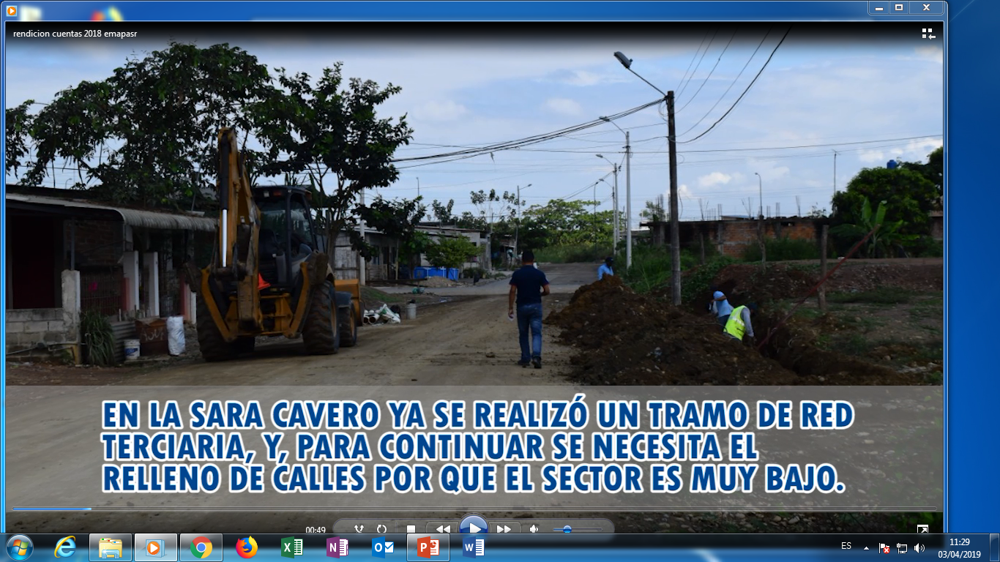 rendicion cuentas 2018 emapasr
EN LA SARA CAVERO YA SE REALIZÓ UN TRAMO DE RED
TERCIARIA, Y, PARA CONTINUAR SE NECESITA EL
RELLENO DE CALLES POR QUE EL SECTOR ES MUY BAJO.
00:49
ES
11:29
03/04/2019